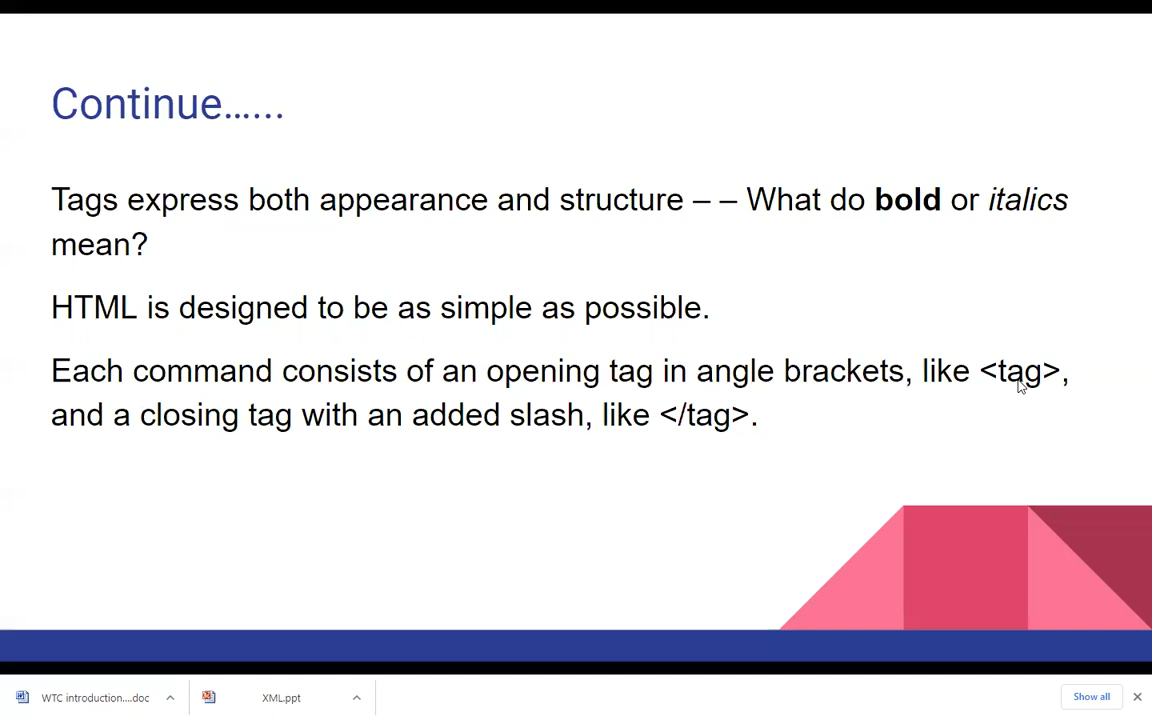 Continue…...
Tags express both appearance and structure – – What do bold or italics
mean?
HTML is designed to be as simple as possible.
Each command consists of an opening tag in angle brackets, like <tag>,
and a closing tag with an added slash, like </tag>.
WTC introduction....doc
XML.ppt
Show all